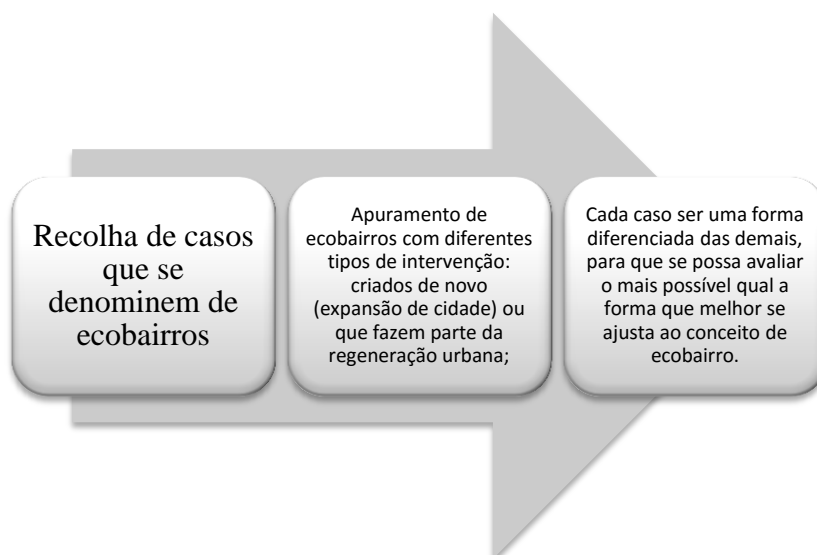 Recolha de casos
que se
denominem de
ecobairros
Apuramento de
ecobairros com diferentes
tipos de intervenção:
criados de novo
(expansão de cidade) ou
que fazem parte da
regeneração urbana;
Cada caso ser uma forma
diferenciada das demais,
para que se possa avaliar
o mais possível qual a
forma que melhor se
ajusta ao conceito de
ecobairro.